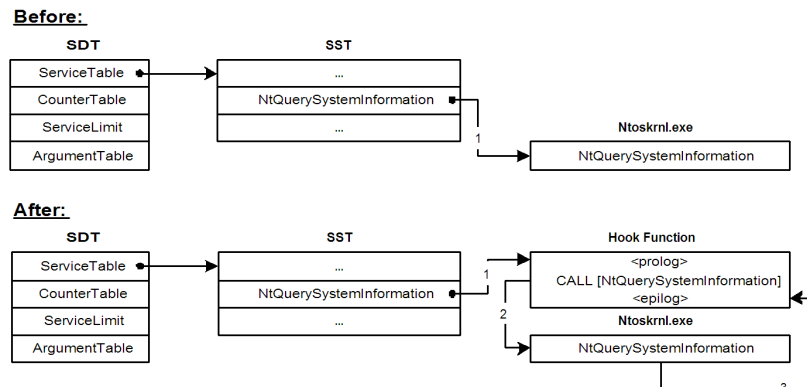 Before:
SDT
SST
ServiceTable
...
CounterTable
NtQuerySystemInformation
ServiceLimit
...
1
Ntoskrnl.exe
ArgumentTable
NtQuerySystemInformation
After:
SDT
SST
Hook Function
ServiceTable
...
1
<prolog>
CALL [NtQuerySystemInformation]
<epilog>
CounterTable
NtQuerySystemInformation
ServiceLimit
...
2
Ntoskrnl.exe
ArgumentTable
NtQuerySystemInformation